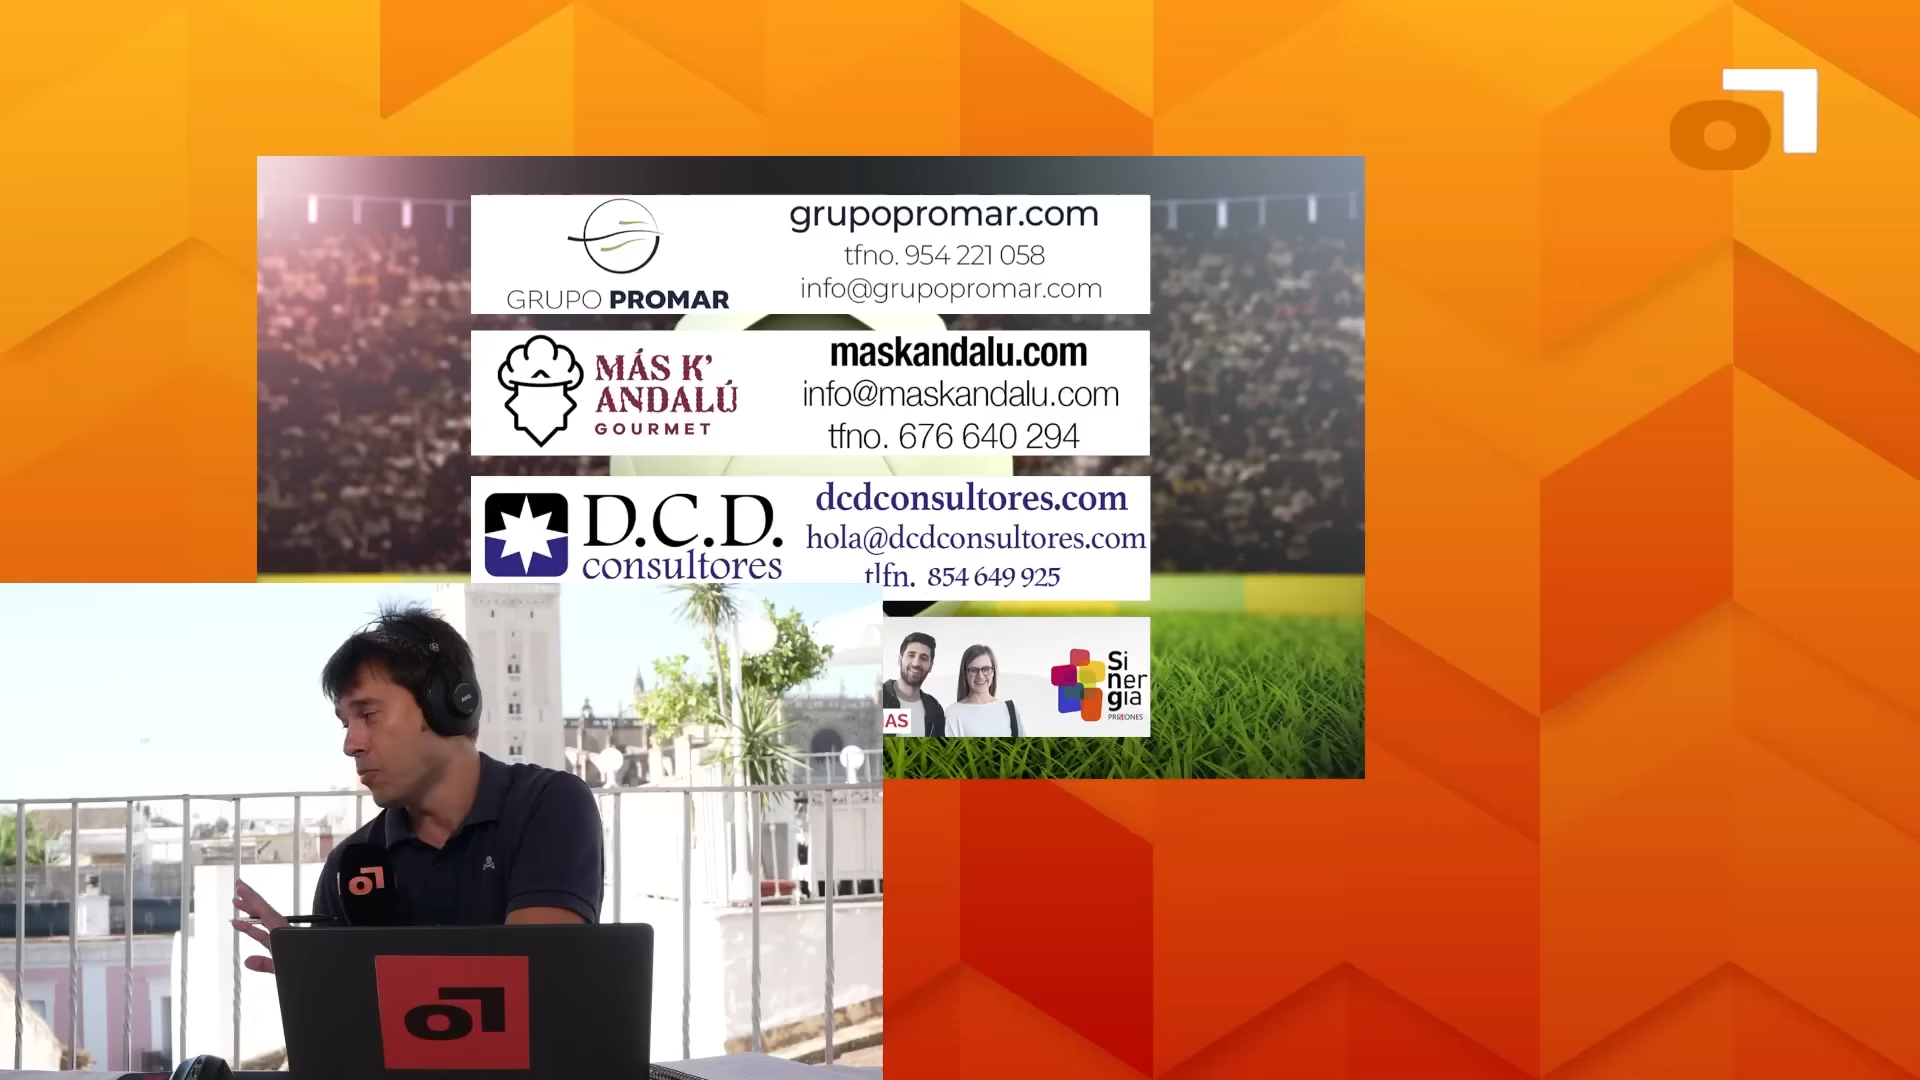 grupopromar.com
tfno. 954 221 058
info@grupopromar.com
GRUPO PROMAR
MÁS K'
ANDALÚ
GOURMET
maskandalu.com
info@maskandalu.com
tfno. 676 640 294
D.C.D.
consultores
dcdconsultores.com
hola@dcdconsultores.com
tlfn. 854 649 925
AS
Si
ner
gia